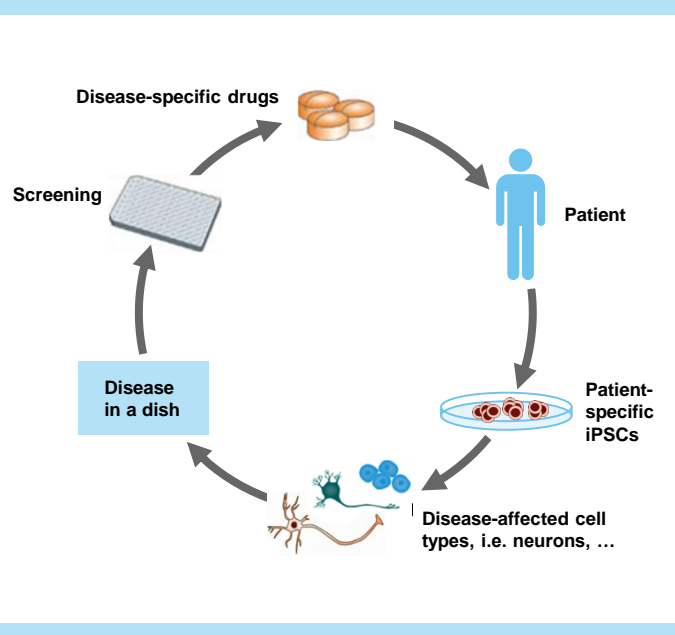 Disease-specific drugs
Screening
Patient
Disease
in a dish
Patient-
specific
iPSCs
Disease-affected cell
types, i.e. neurons, …